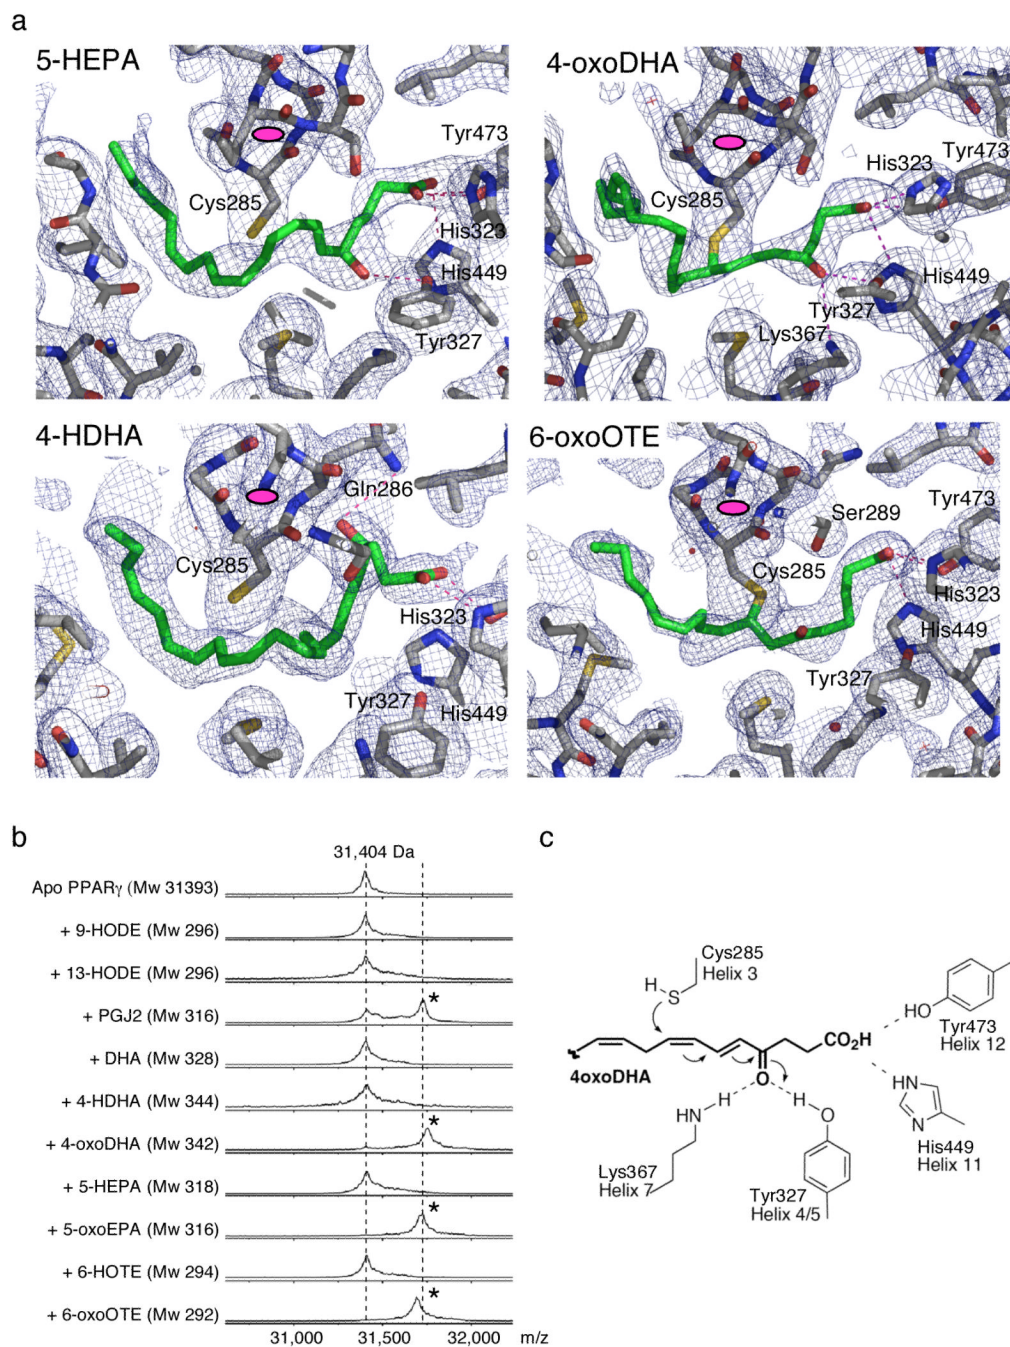 a
5-HEPA
Tyr473
Cys285
His323
His449
Tyr327
4-oxoDHA
Tyr473
His323
Cys285
His449
Tyr327
Lys367
4-HDHA
Gln286
Cys285
His323
Tyr327
His449
6-oxoOTE
Tyr473
Ser289
Cys285
His323
His449
Tyr327
b
31,404 Da
Apo PPARγ (Mw 31393)
+ 9-HODE (Mw 296)
+ 13-HODE (Mw 296)
+ PGJ2 (Mw 316)
*
+ DHA (Mw 328)
+ 4-HDHA (Mw 344)
+ 4-oxoDHA (Mw 342)
*
+ 5-HEPA (Mw 318)
+ 5-oxoEPA (Mw 316)
*
+ 6-HOTE (Mw 294)
+ 6-oxoOTE (Mw 292)
*
31,000 31,500 32,000 m/z
c
Cys285
Helix 3
H
S
CO₂H
4oxoDHA
O
HO
Tyr473
Helix 12
HN
N
His449
Helix 11
HN H
H O
Lys367
Helix 7
Tyr327
Helix 4/5